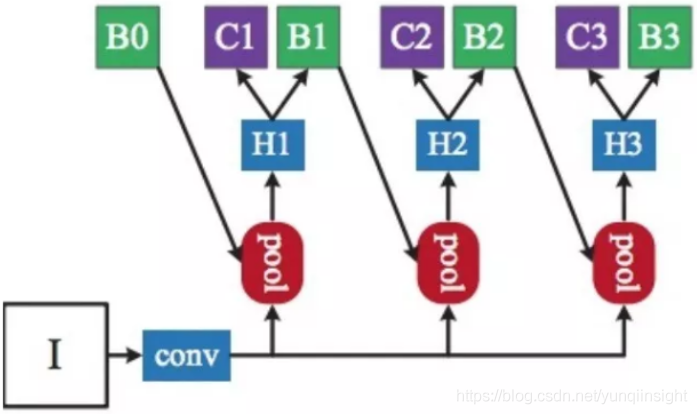 B0 C1 B1 C2 B2 C3 B3
H1 H2 H3
pool pool pool
I conv
https://blog.csdn.net/yunqiinsight